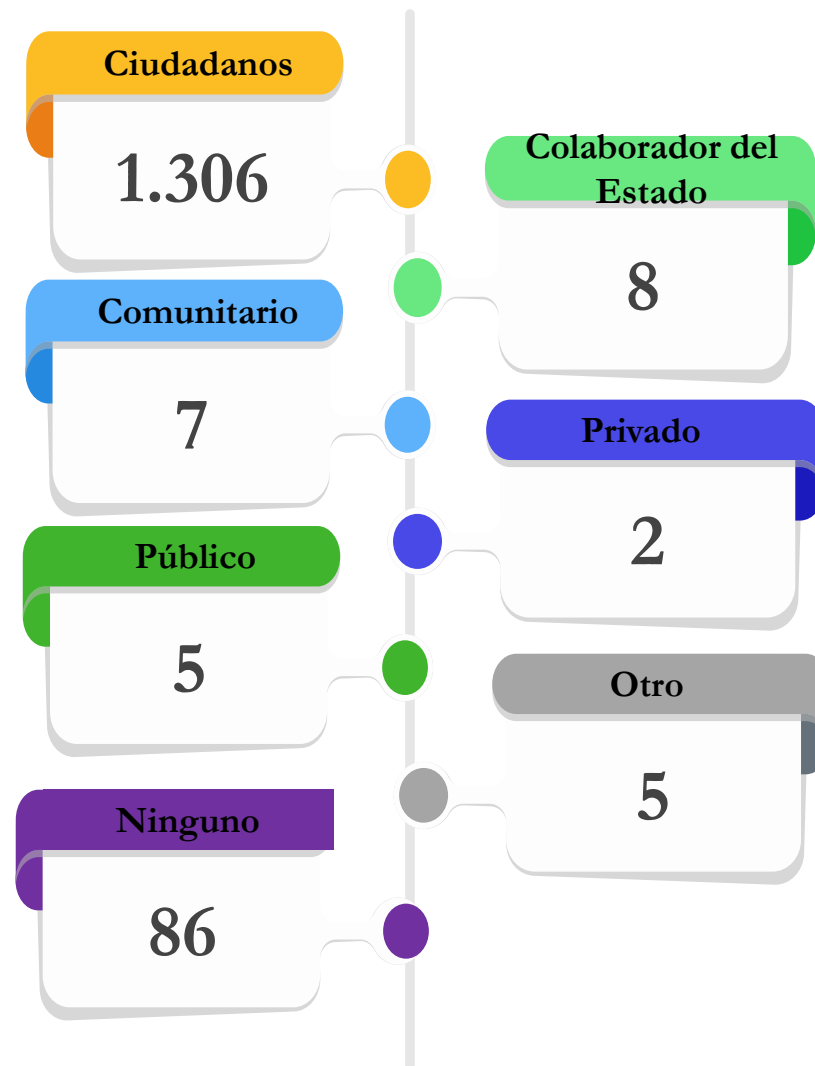 Ciudadanos
1.306
Colaborador del
Estado
8
Comunitario
7
Privado
2
Público
5
Otro
5
Ninguno
86